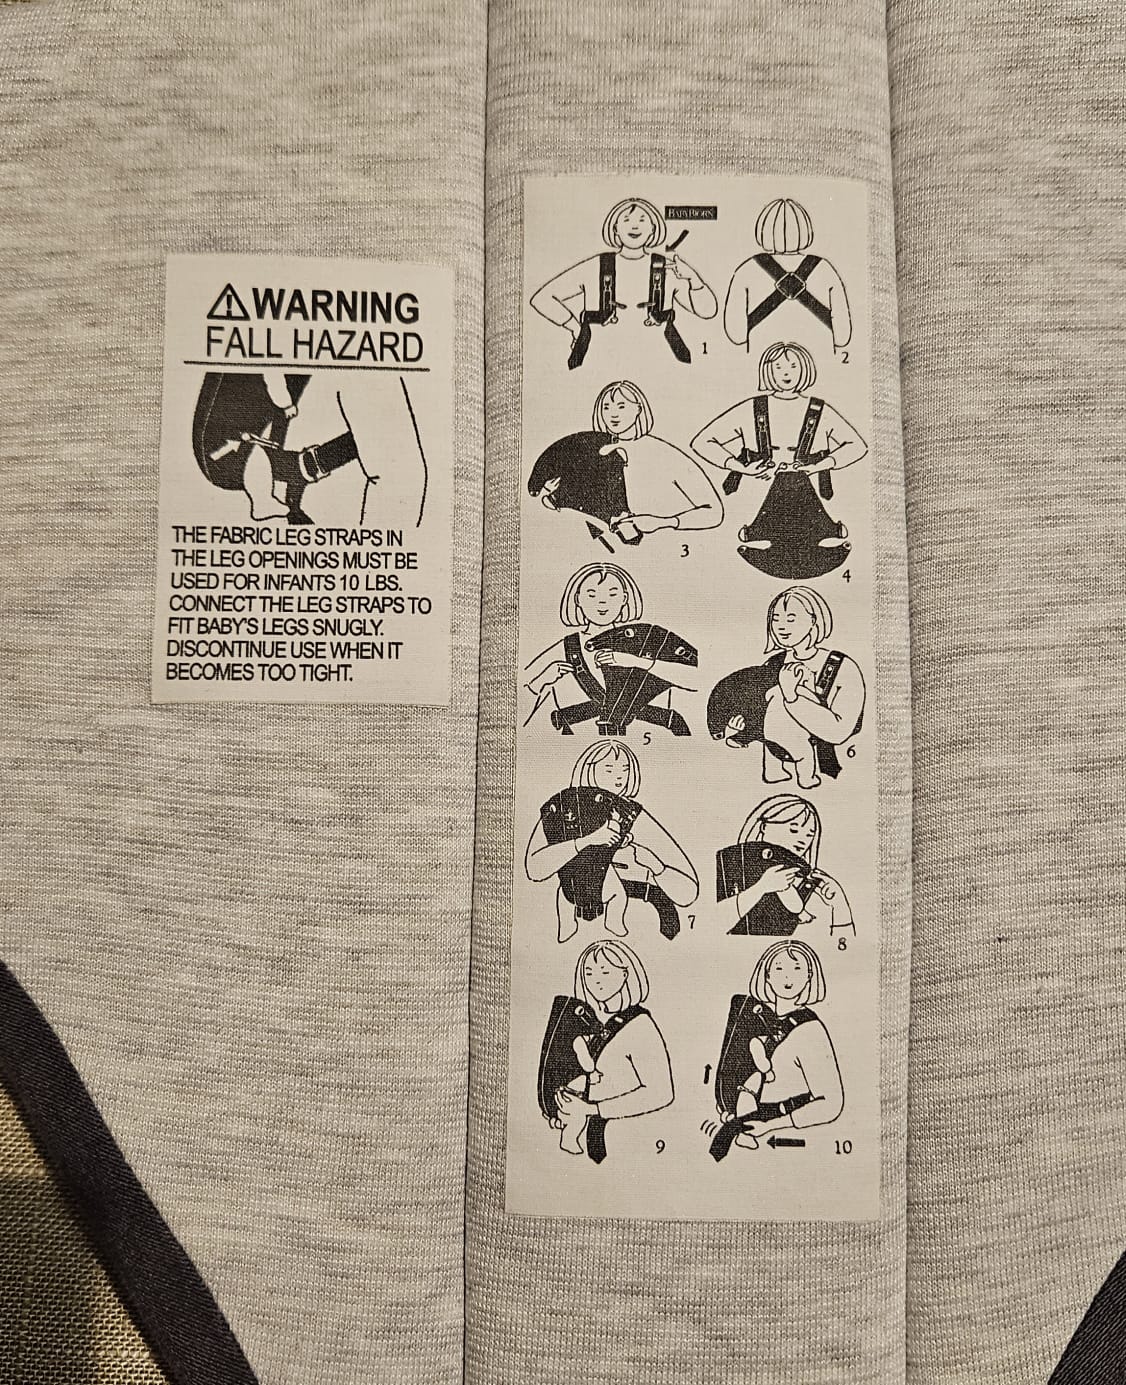 WARNING
FALL HAZARD
THE FABRIC LEG STRAPS IN
THE LEG OPENINGS MUST BE
USED FOR INFANTS 10 LBS.
CONNECT THE LEG STRAPS TO
FIT BABY'S LEGS SNUGLY.
DISCONTINUE USE WHEN IT
BECOMES TOO TIGHT.
BABYBJÖRN
1
2
3
4
5
6
7
8
9
10